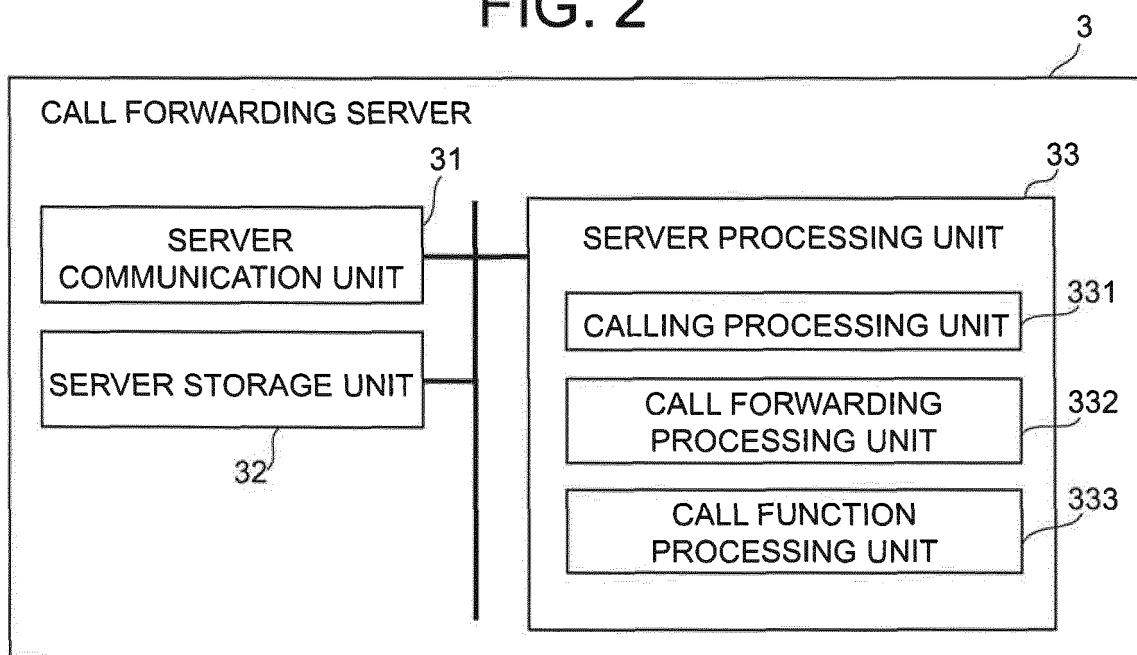 FIG. 2
3
CALL FORWARDING SERVER
31
SERVER
COMMUNICATION UNIT
SERVER STORAGE UNIT
32
33
SERVER PROCESSING UNIT
331
CALLING PROCESSING UNIT
332
CALL FORWARDING
PROCESSING UNIT
333
CALL FUNCTION
PROCESSING UNIT